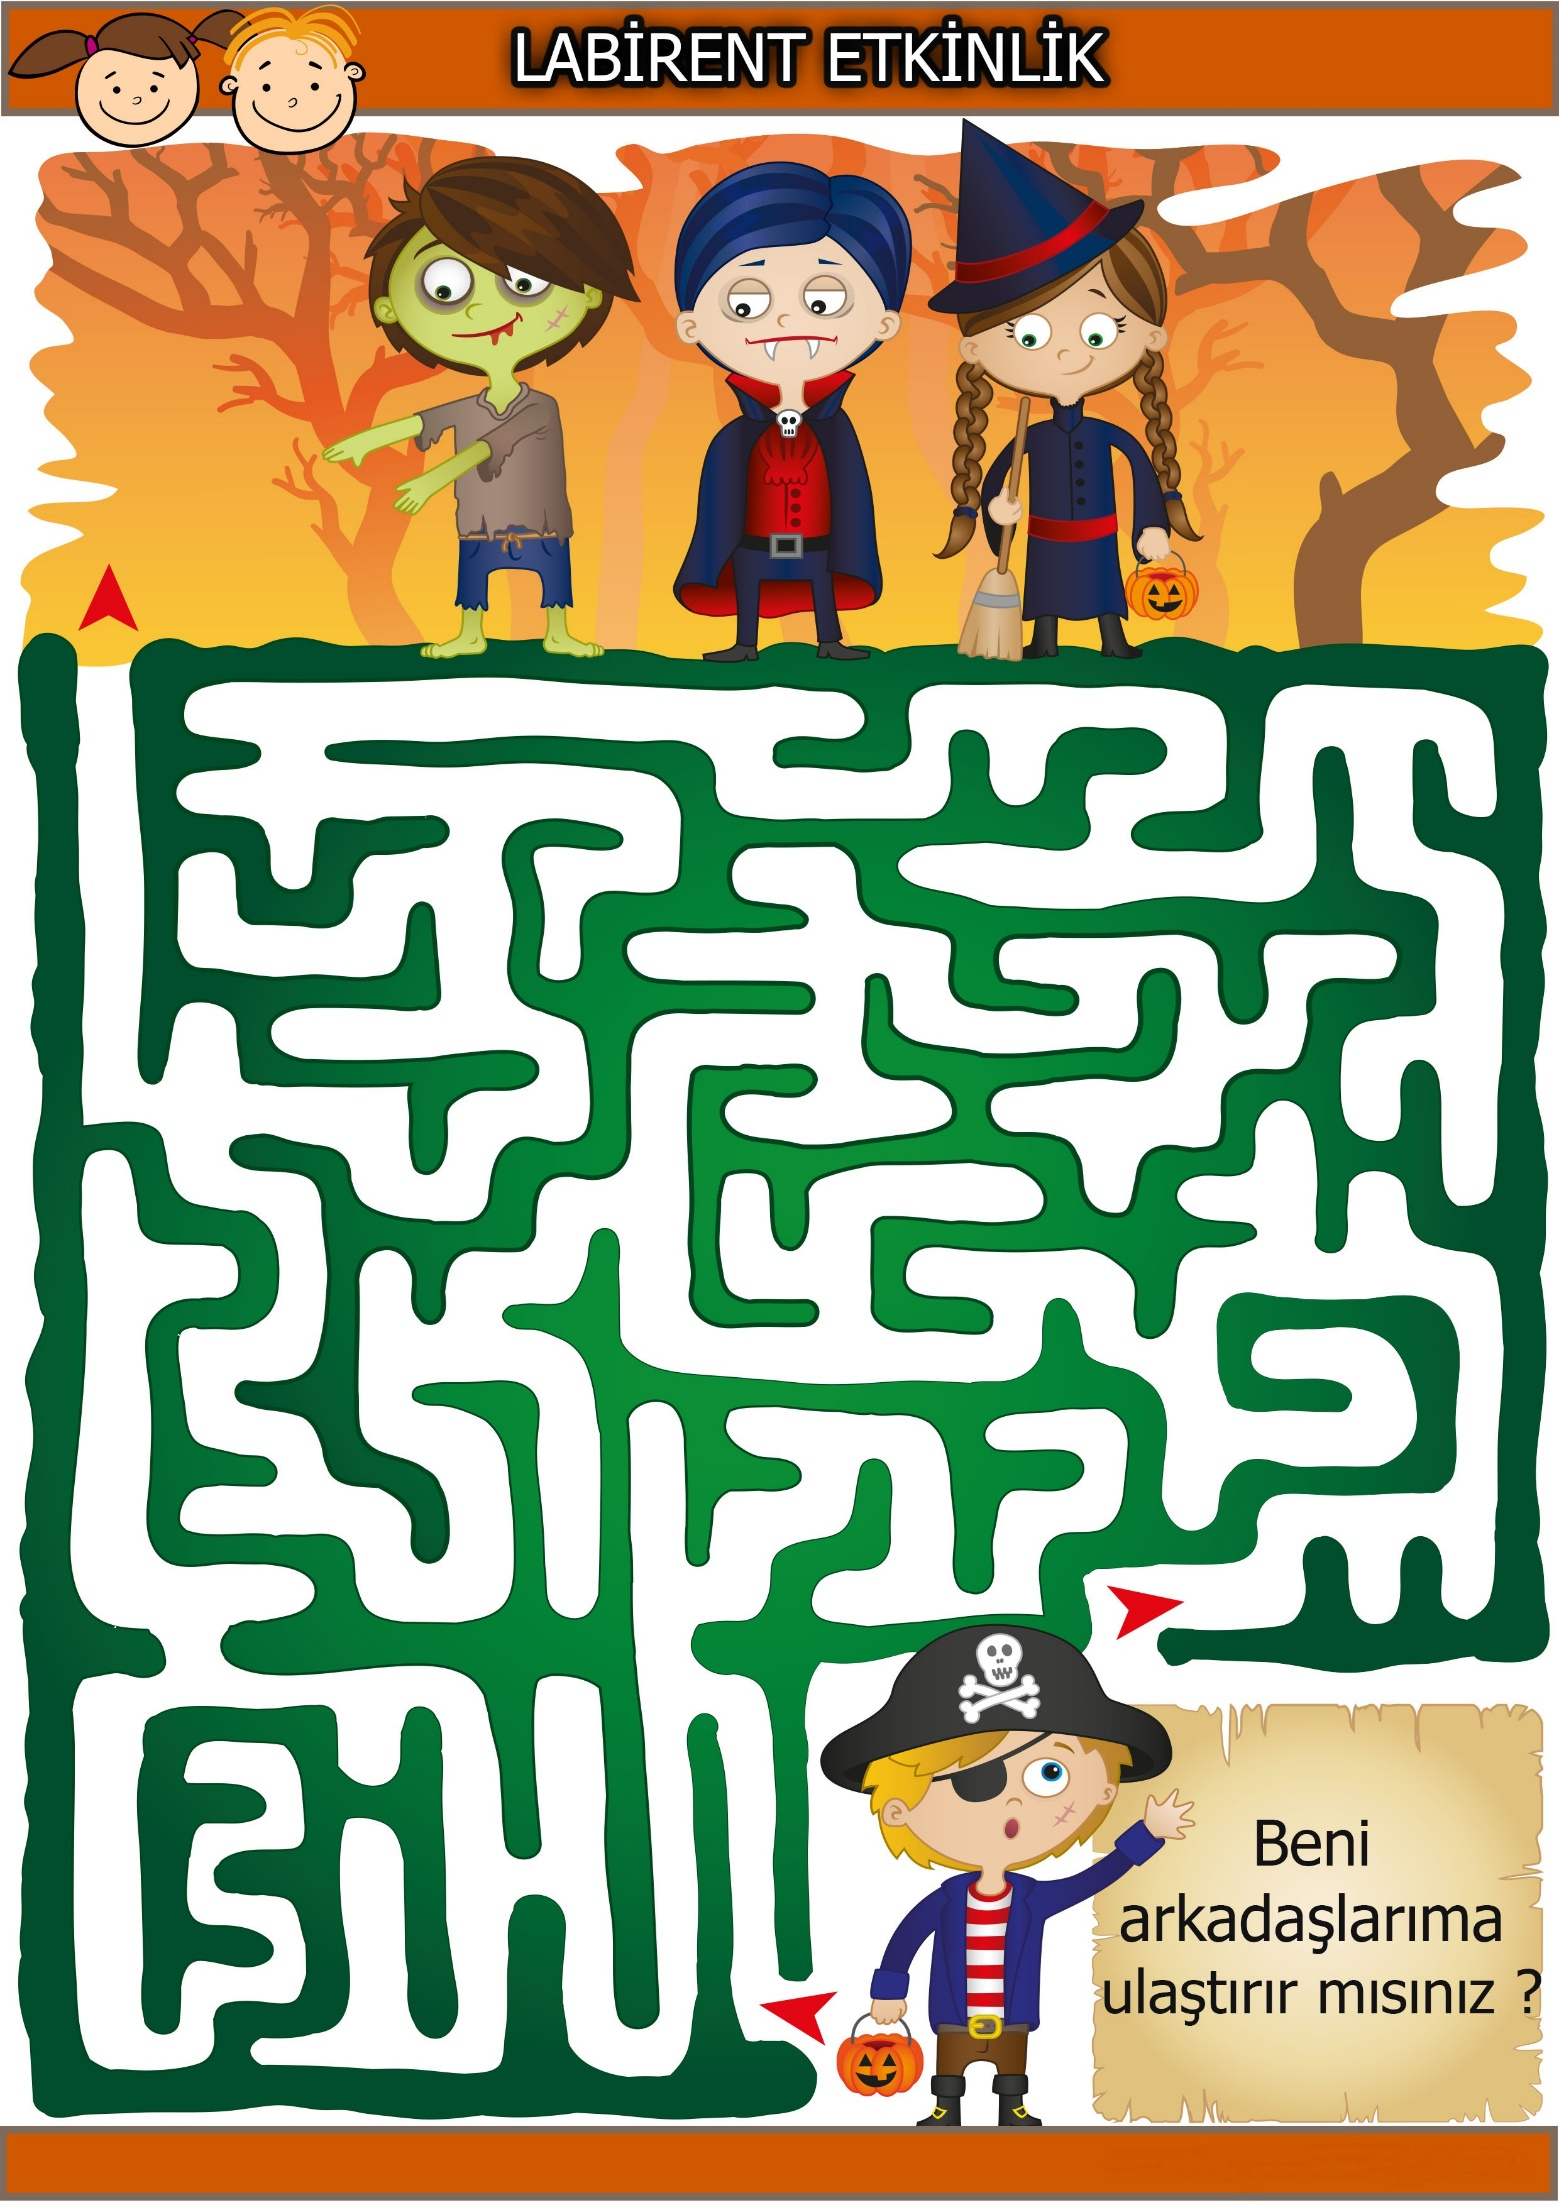 LABİRENT ETKİNLİK
Beni
arkadaşlarıma
ulaştırır mısınız ?